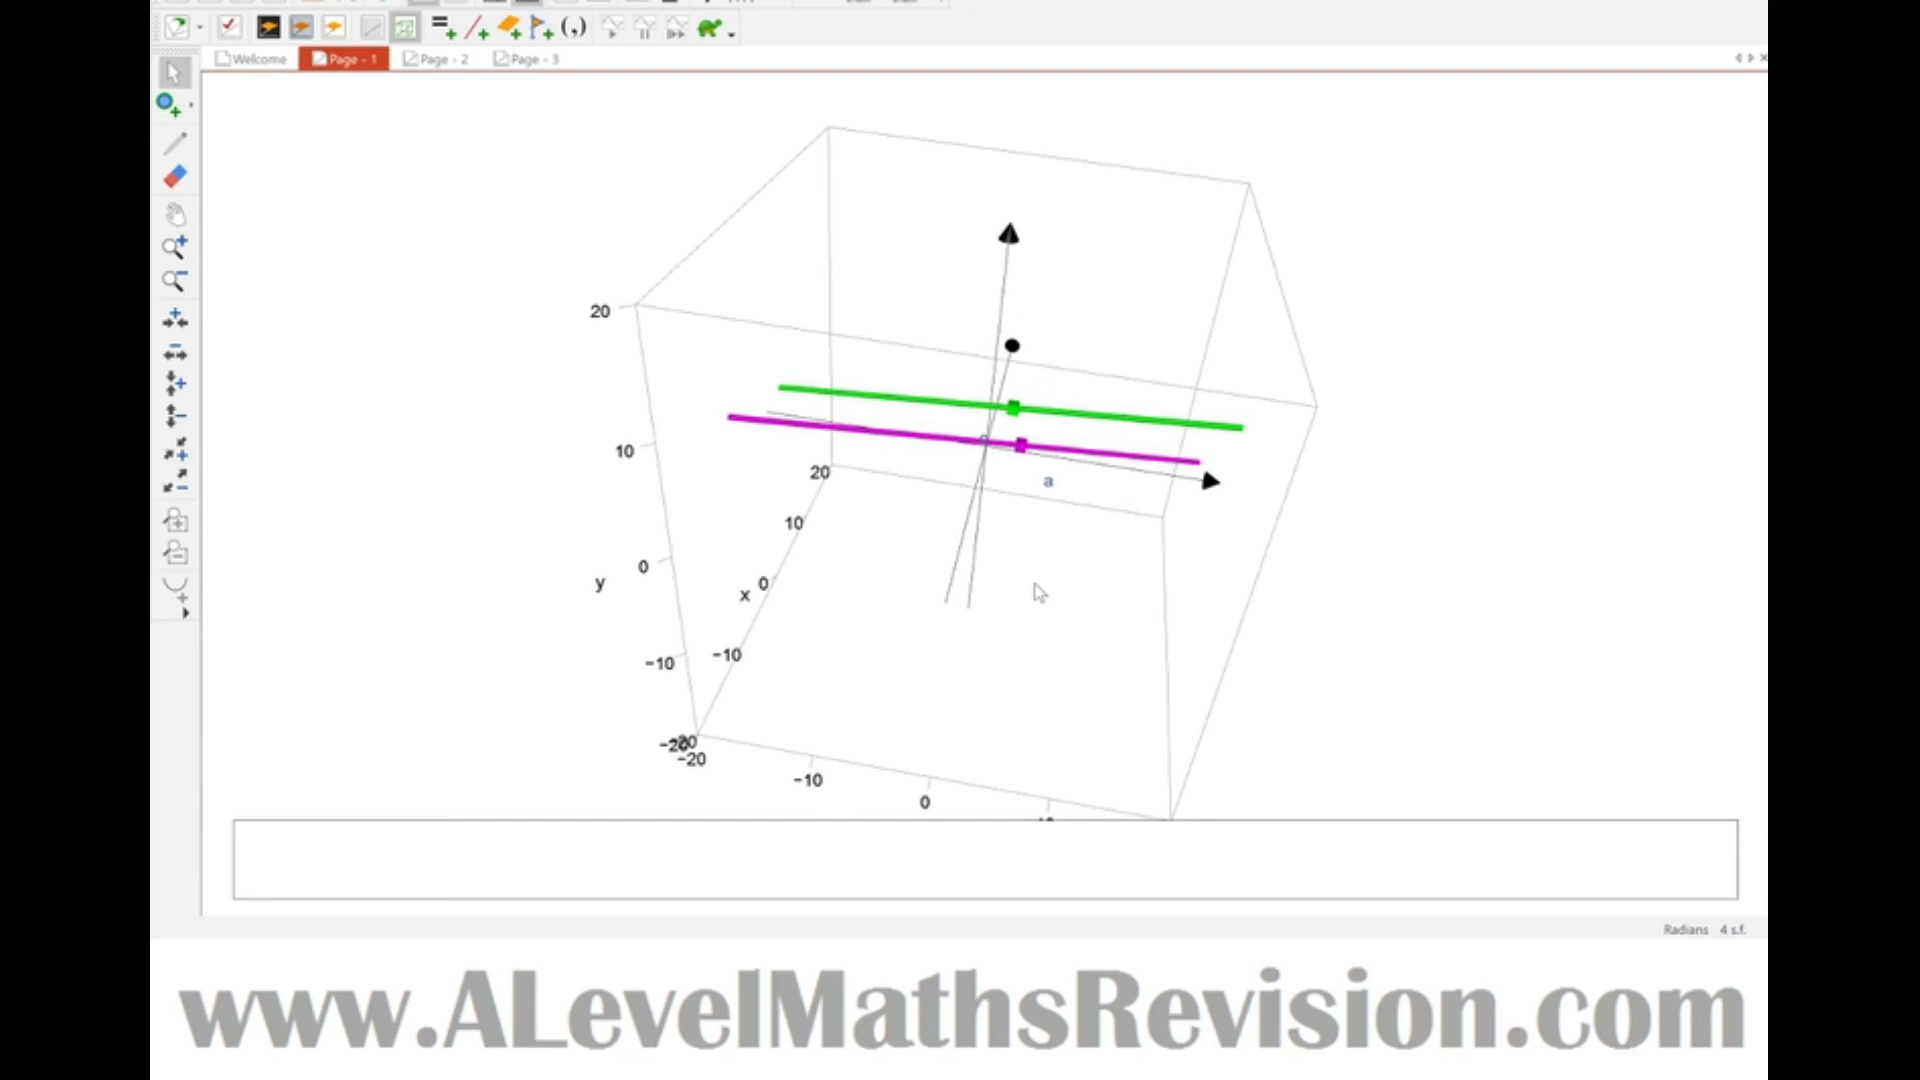 Welcome
Page - 1
Page - 2
Page - 3
20
10
20
10
a
0
y
0
x
-10
-10
-20
-10
0
Radians 4 s.f.
www.ALevelMathsRevision.com